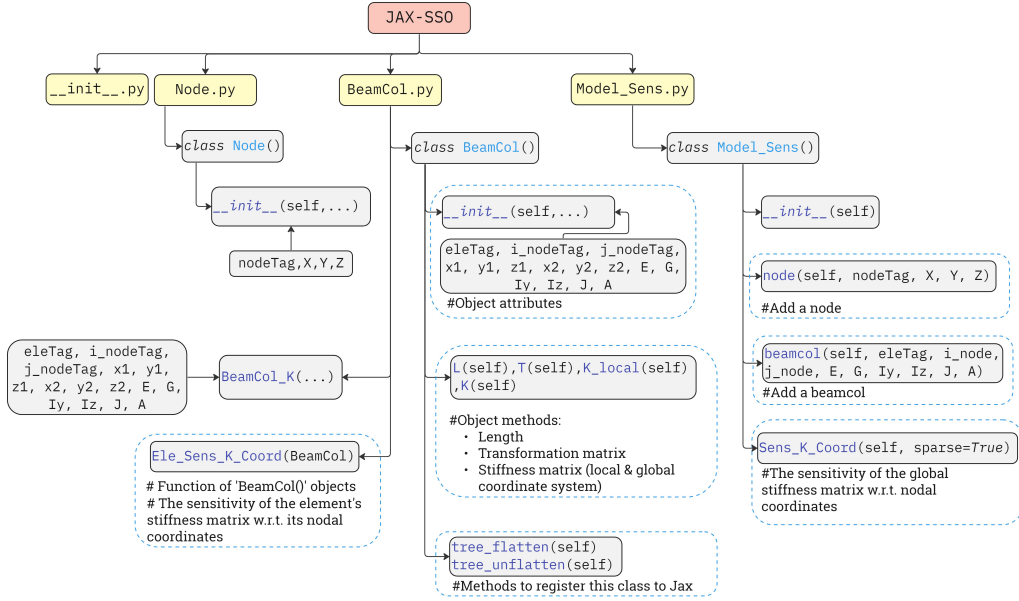 JAX-SSO
__init__.py
Node.py
BeamCol.py
Model_Sens.py
class Node()
__init__(self,...)
nodeTag,X,Y,Z
class BeamCol()
__init__(self,...)
eleTag, i_nodeTag, j_nodeTag,
x1, y1, z1, x2, y2, z2, E, G,
Iy, Iz, J, A
#Object attributes
class Model_Sens()
__init__(self)
node(self, nodeTag, X, Y, Z)
#Add a node
eleTag, i_nodeTag,
j_nodeTag, x1, y1,
z1, x2, y2, z2, E, G,
Iy, Iz, J, A
BeamCol_K(...)
L(self),T(self),K_local(self)
,K(self)
#Object methods:
• Length
• Transformation matrix
• Stiffness matrix (local & global
coordinate system)
beamcol(self, eleTag, i_node,
j_node, E, G, Iy, Iz, J, A)
#Add a beamcol
Ele_Sens_K_Coord(BeamCol)
# Function of 'BeamCol()' objects
# The sensitivity of the element's
stiffness matrix w.r.t. its nodal
coordinates
Sens_K_Coord(self, sparse=True)
#The sensitivity of the global
stiffness matrix w.r.t. nodal
coordinates
tree_flatten(self)
tree_unflatten(self)
#Methods to register this class to Jax